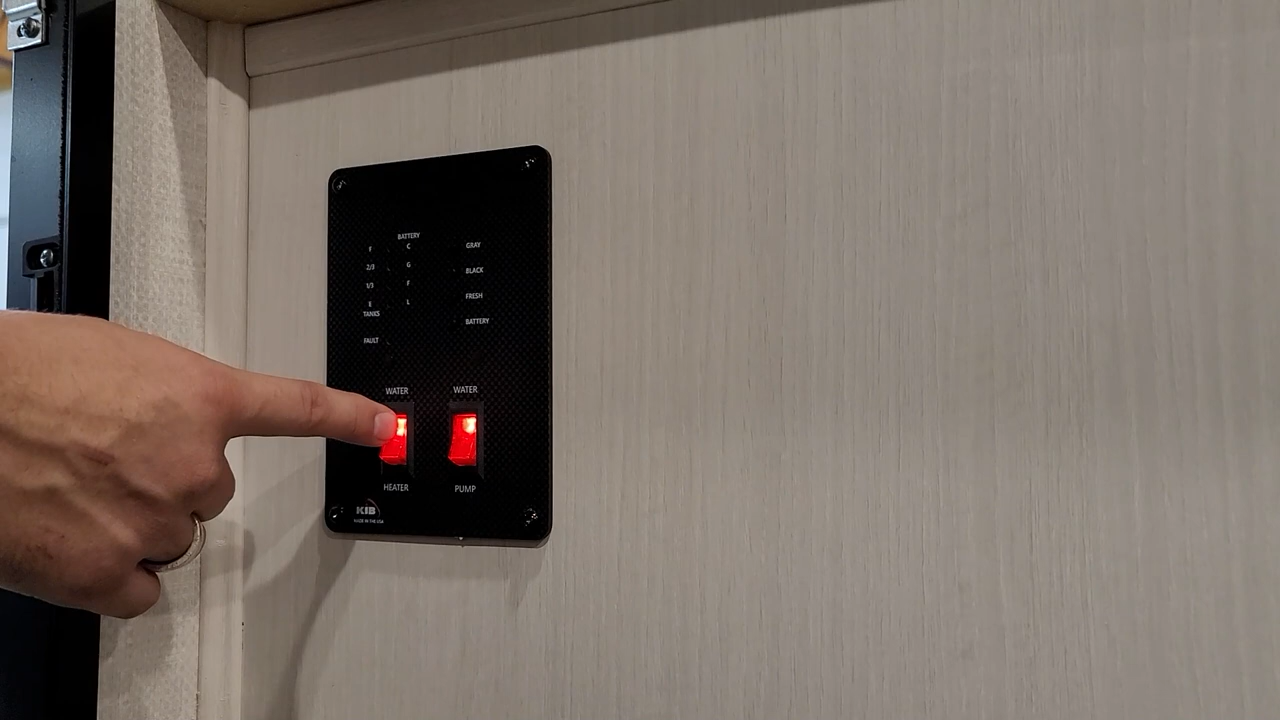 BATTERY
F C GRAY
2/3 G BLACK
1/3 F FRESH
E L
TANKS BATTERY
FAULT
WATER WATER
HEATER PUMP
KIB
MADE IN THE USA